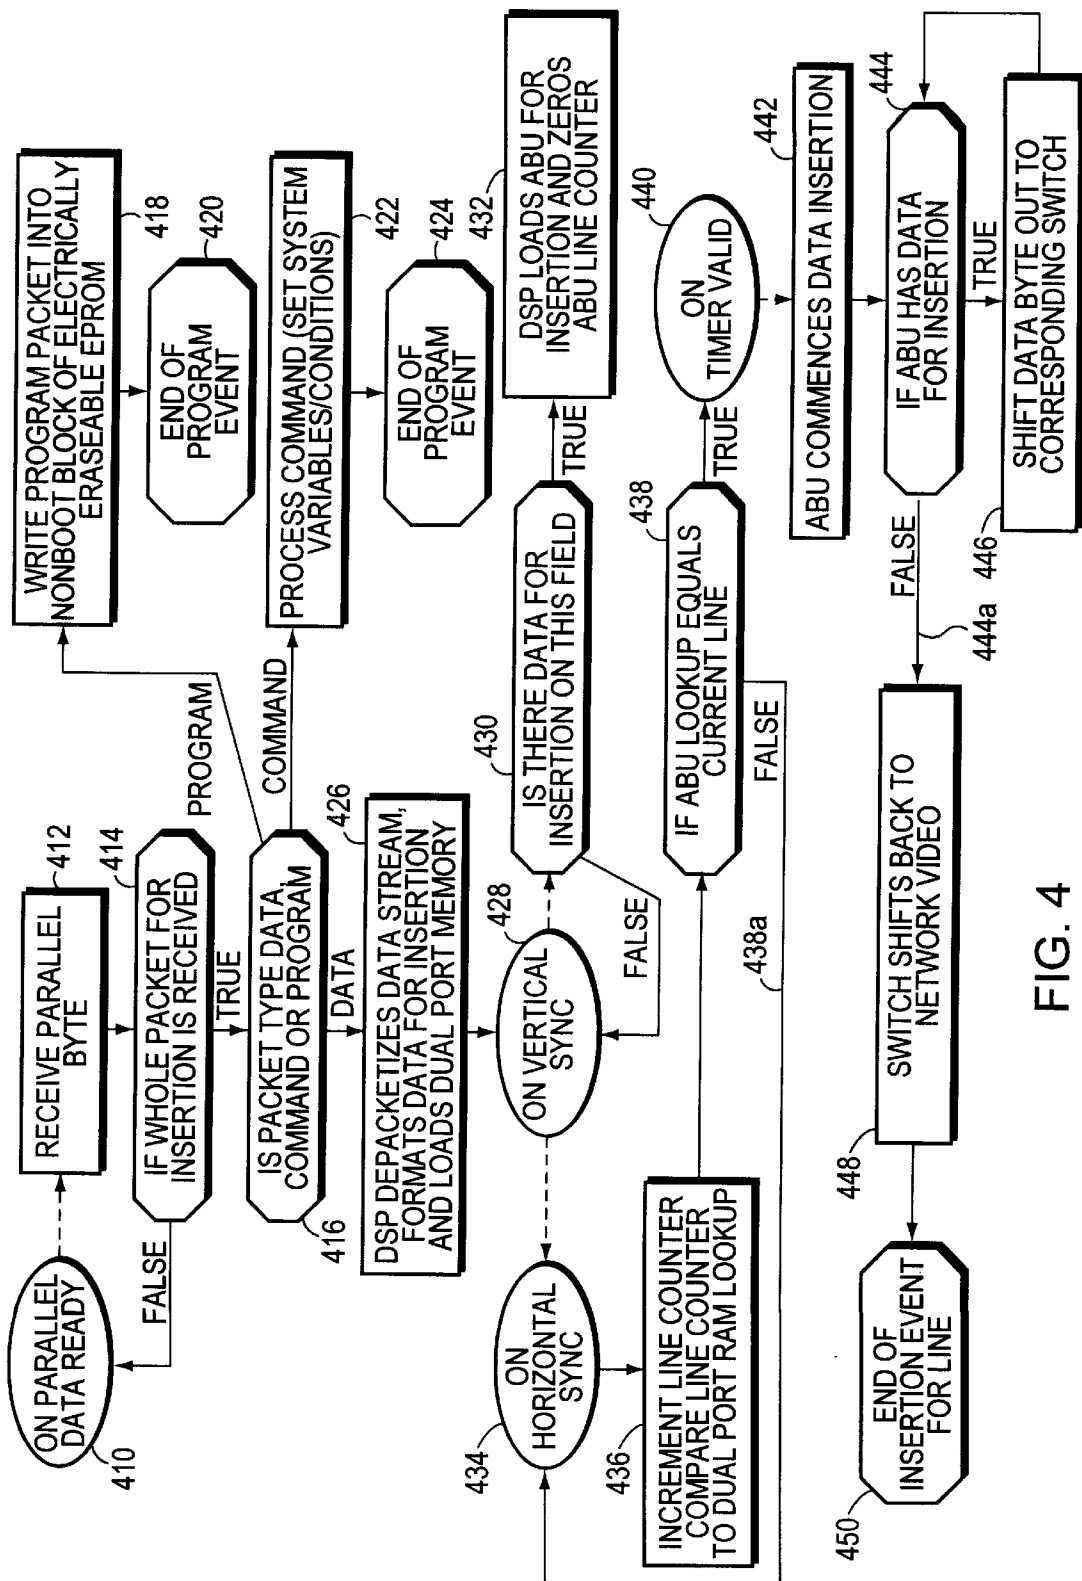 410
ON PARALLEL
DATA READY
412
RECEIVE PARALLEL
BYTE
FALSE
414
IF WHOLE PACKET FOR
INSERTION IS RECEIVED
TRUE
416
IS PACKET TYPE DATA,
COMMAND OR PROGRAM
PROGRAM
WRITE PROGRAM PACKET INTO
NONBOOT BLOCK OF ELECTRICALLY
ERASEABLE EPROM
418
420
END OF
PROGRAM
EVENT
COMMAND
PROCESS COMMAND (SET SYSTEM
VARIABLES/CONDITIONS)
422
424
END OF
PROGRAM
EVENT
DATA
426
DSP DEPACKETIZES DATA STREAM,
FORMATS DATA FOR INSERTION
AND LOADS DUAL PORT MEMORY
428
ON VERTICAL
SYNC
430
IS THERE DATA FOR
INSERTION ON THIS FIELD
FALSE
TRUE
432
DSP LOADS ABU FOR
INSERTION AND ZEROS
ABU LINE COUNTER
434
ON
HORIZONTAL
SYNC
436
INCREMENT LINE COUNTER
COMPARE LINE COUNTER
TO DUAL PORT RAM LOOKUP
438
IF ABU LOOKUP EQUALS
CURRENT LINE
FALSE
438a
TRUE
440
ON
TIMER VALID
442
ABU COMMENCES DATA INSERTION
444
IF ABU HAS DATA
FOR INSERTION
TRUE
446
SHIFT DATA BYTE OUT TO
CORRESPONDING SWITCH
FALSE
444a
448
SWITCH SHIFTS BACK TO
NETWORK VIDEO
450
END OF
INSERTION EVENT
FOR LINE
FIG. 4